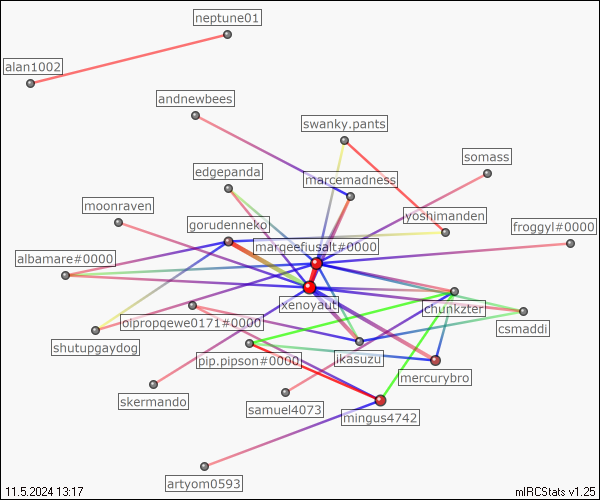 neptune01
alan1002
andnewbees
swanky.pants
somass
edgepanda
marcemadness
moonraven
yoshimanden
gorudenneko
froggyl#0000
marqeefiusalt#0000
albamare#0000
xenoyaut
chunkzter
oipropqewe0171#0000
csmaddi
shutupgaydog
pip.pipson#0000
ikasuzu
mercurybro
skermando
samuel4073
mingus4742
artyom0593
11.5.2024 13:17
mIRCStats v1.25